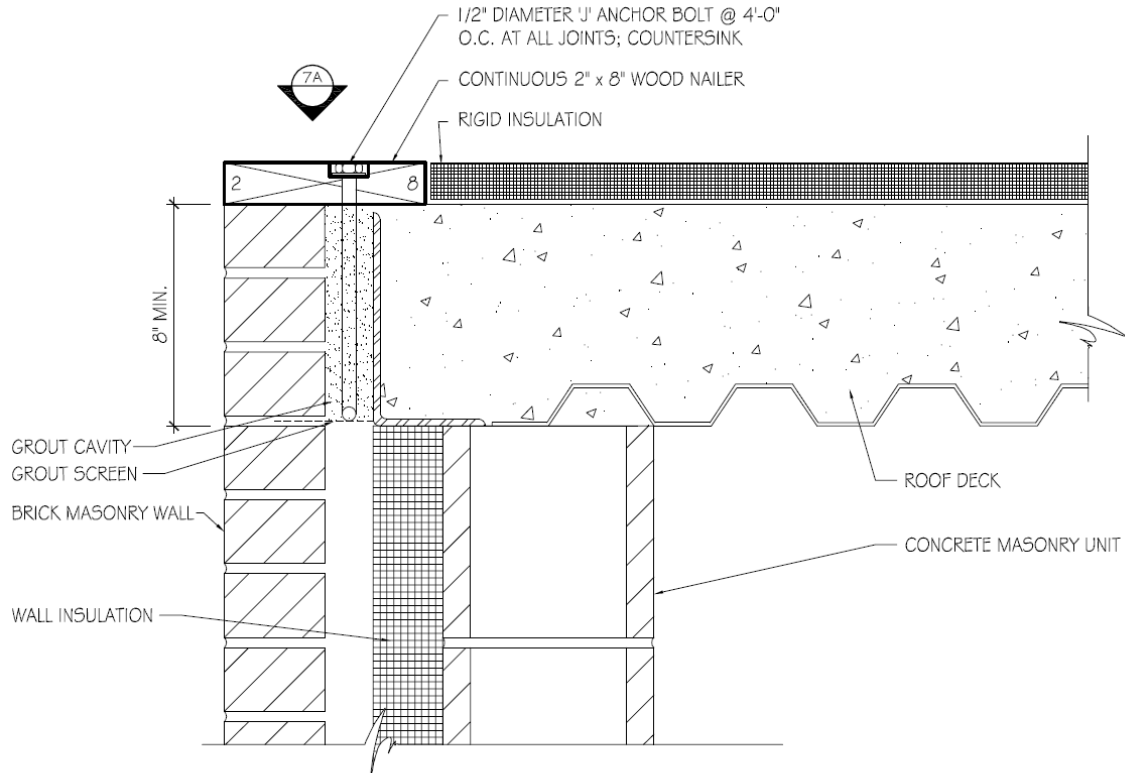 1/2" DIAMETER 'J' ANCHOR BOLT @ 4'-0"
O.C. AT ALL JOINTS; COUNTERSINK
7A
CONTINUOUS 2" x 8" WOOD NAILER
RIGID INSULATION
2
8
8" MIN.
GROUT CAVITY
GROUT SCREEN
ROOF DECK
BRICK MASONRY WALL
CONCRETE MASONRY UNIT
WALL INSULATION